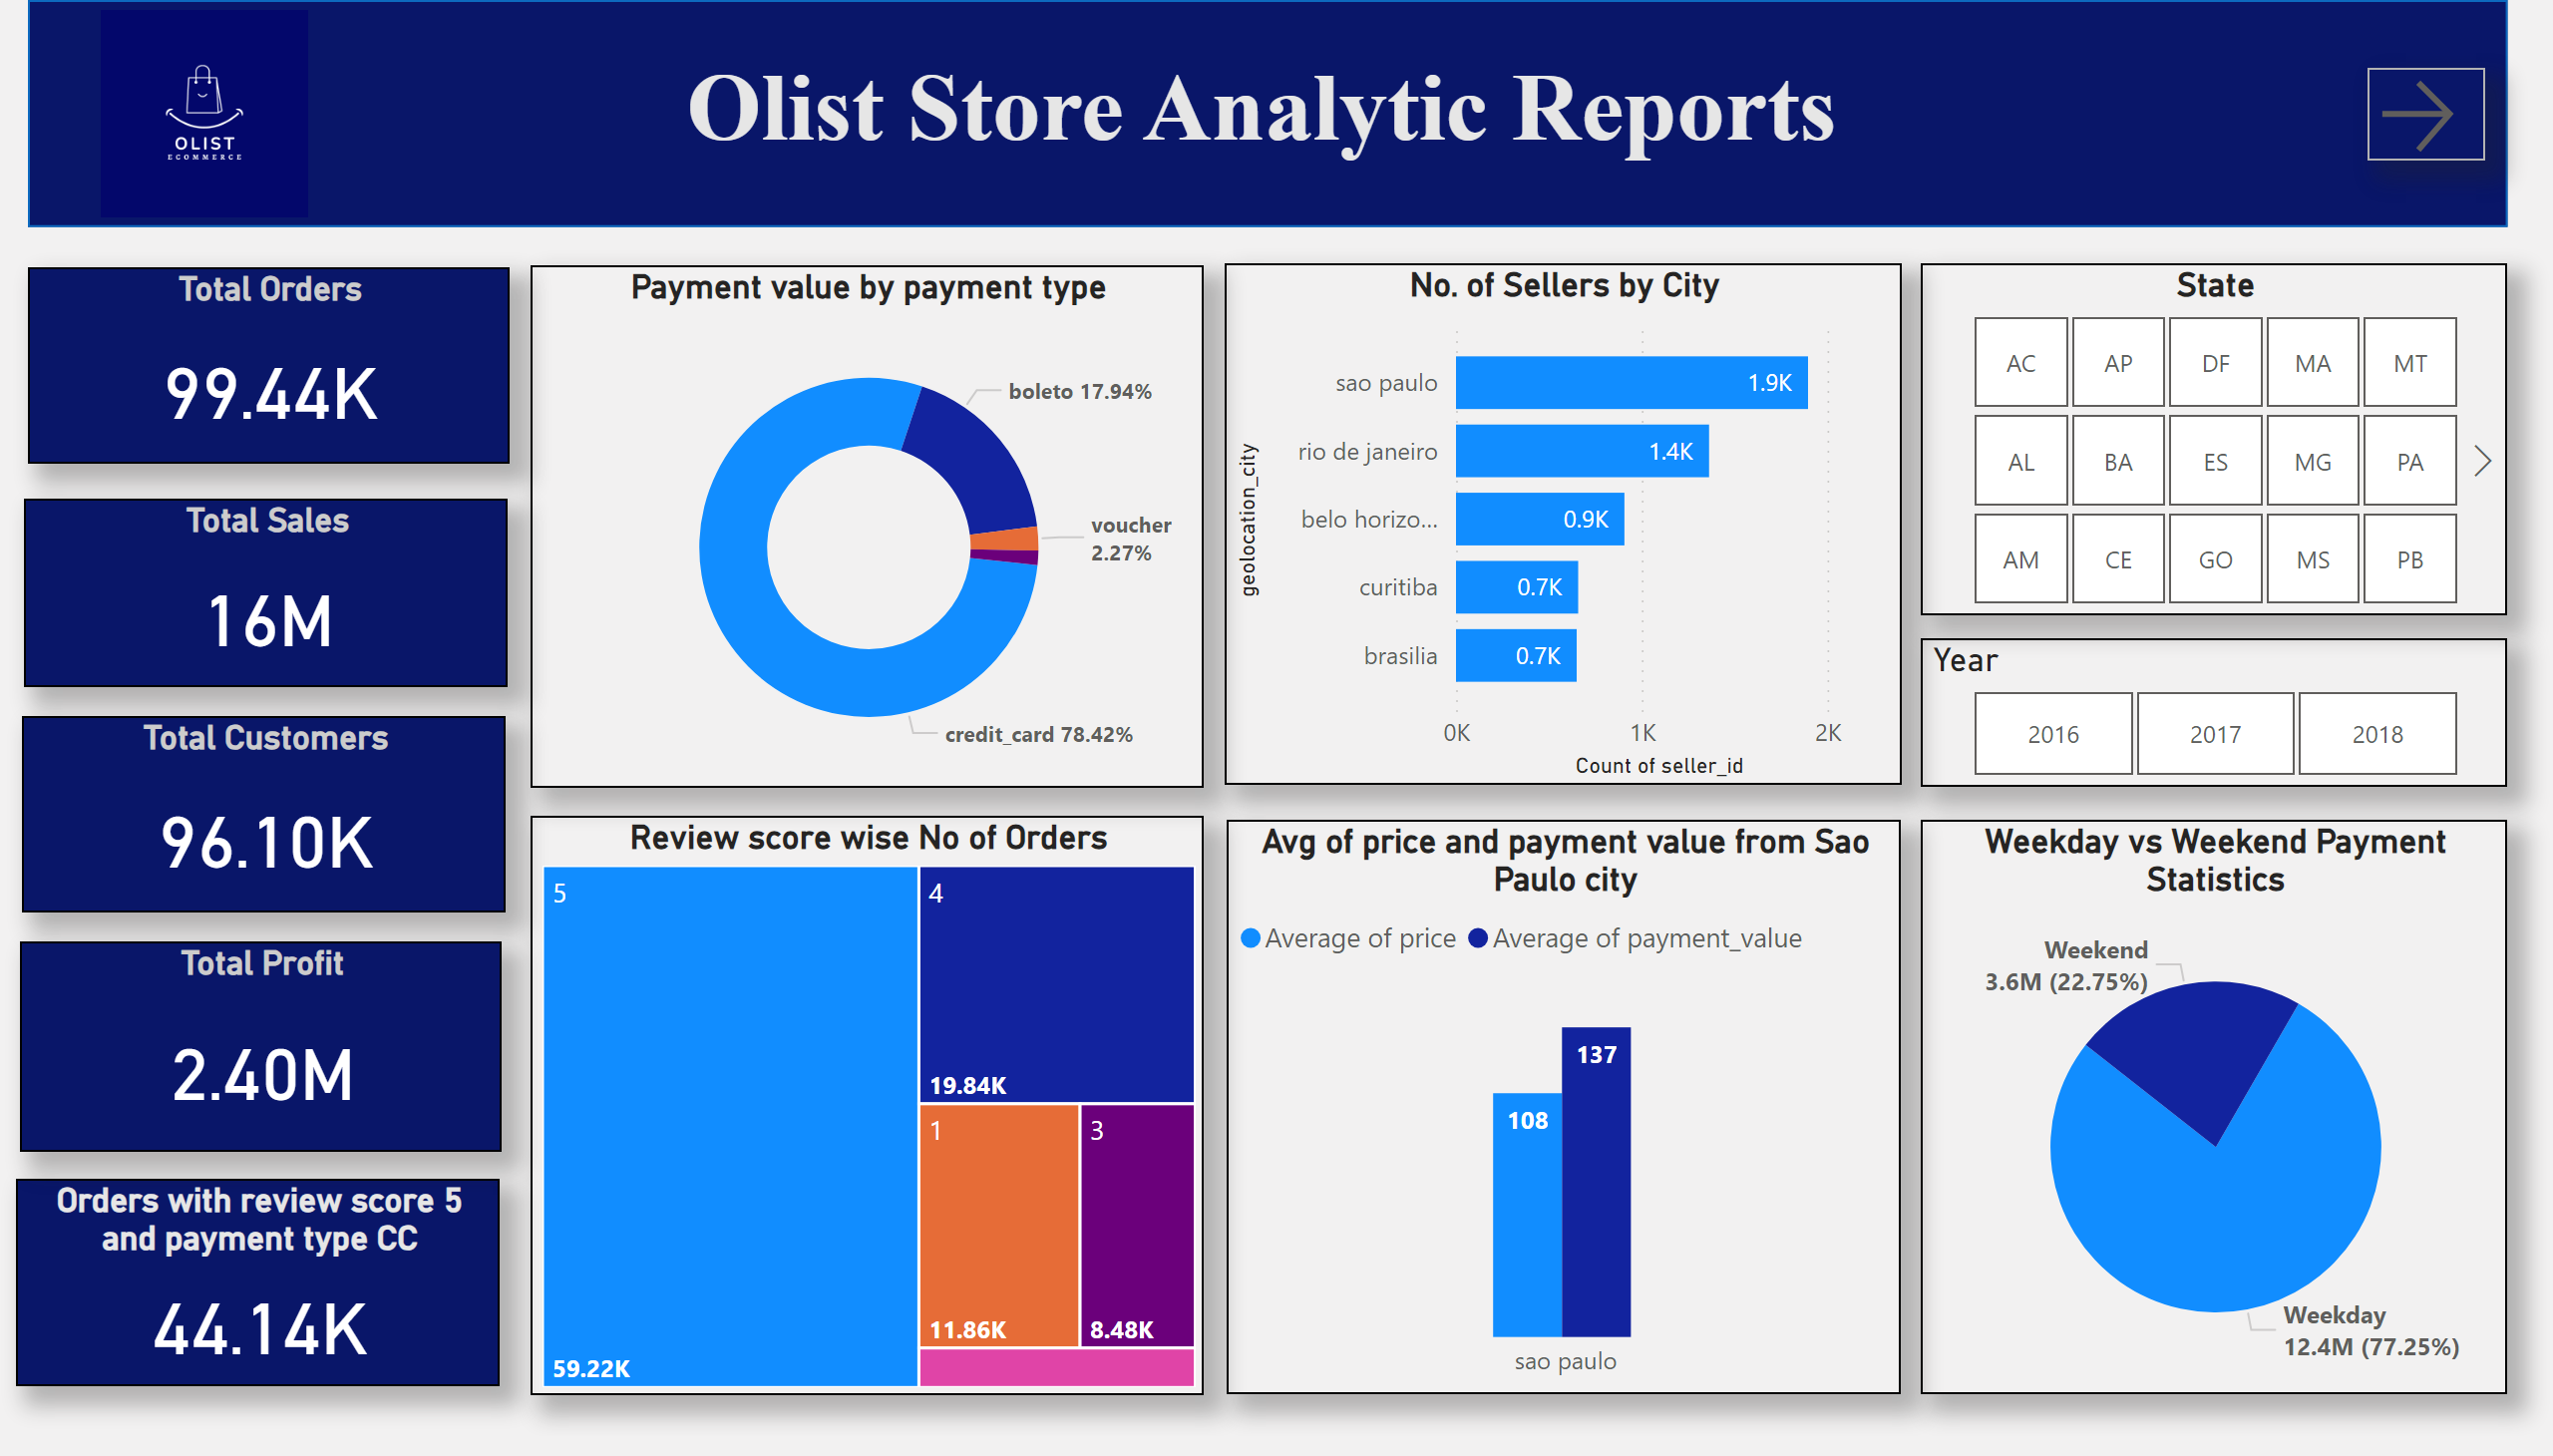 OLIST
ECOMMERCE
Olist Store Analytic Reports
Total Orders
99.44K
Total Sales
16M
Total Customers
96.10K
Total Profit
2.40M
Orders with review score 5
and payment type CC
44.14K
Payment value by payment type
boleto 17.94%
voucher
2.27%
credit_card 78.42%
No. of Sellers by City
geolocation_city
sao paulo
1.9K
rio de janeiro
1.4K
belo horizo...
0.9K
curitiba
0.7K
brasilia
0.7K
0K 1K 2K
Count of seller_id
State
AC AP DF MA MT
AL BA ES MG PA
AM CE GO MS PB
Year
2016 2017 2018
Review score wise No of Orders
5
59.22K
4
19.84K
1
11.86K
3
8.48K
Avg of price and payment value from Sao
Paulo city
Average of price Average of payment_value
108
137
sao paulo
Weekday vs Weekend Payment
Statistics
Weekend
3.6M (22.75%)
Weekday
12.4M (77.25%)